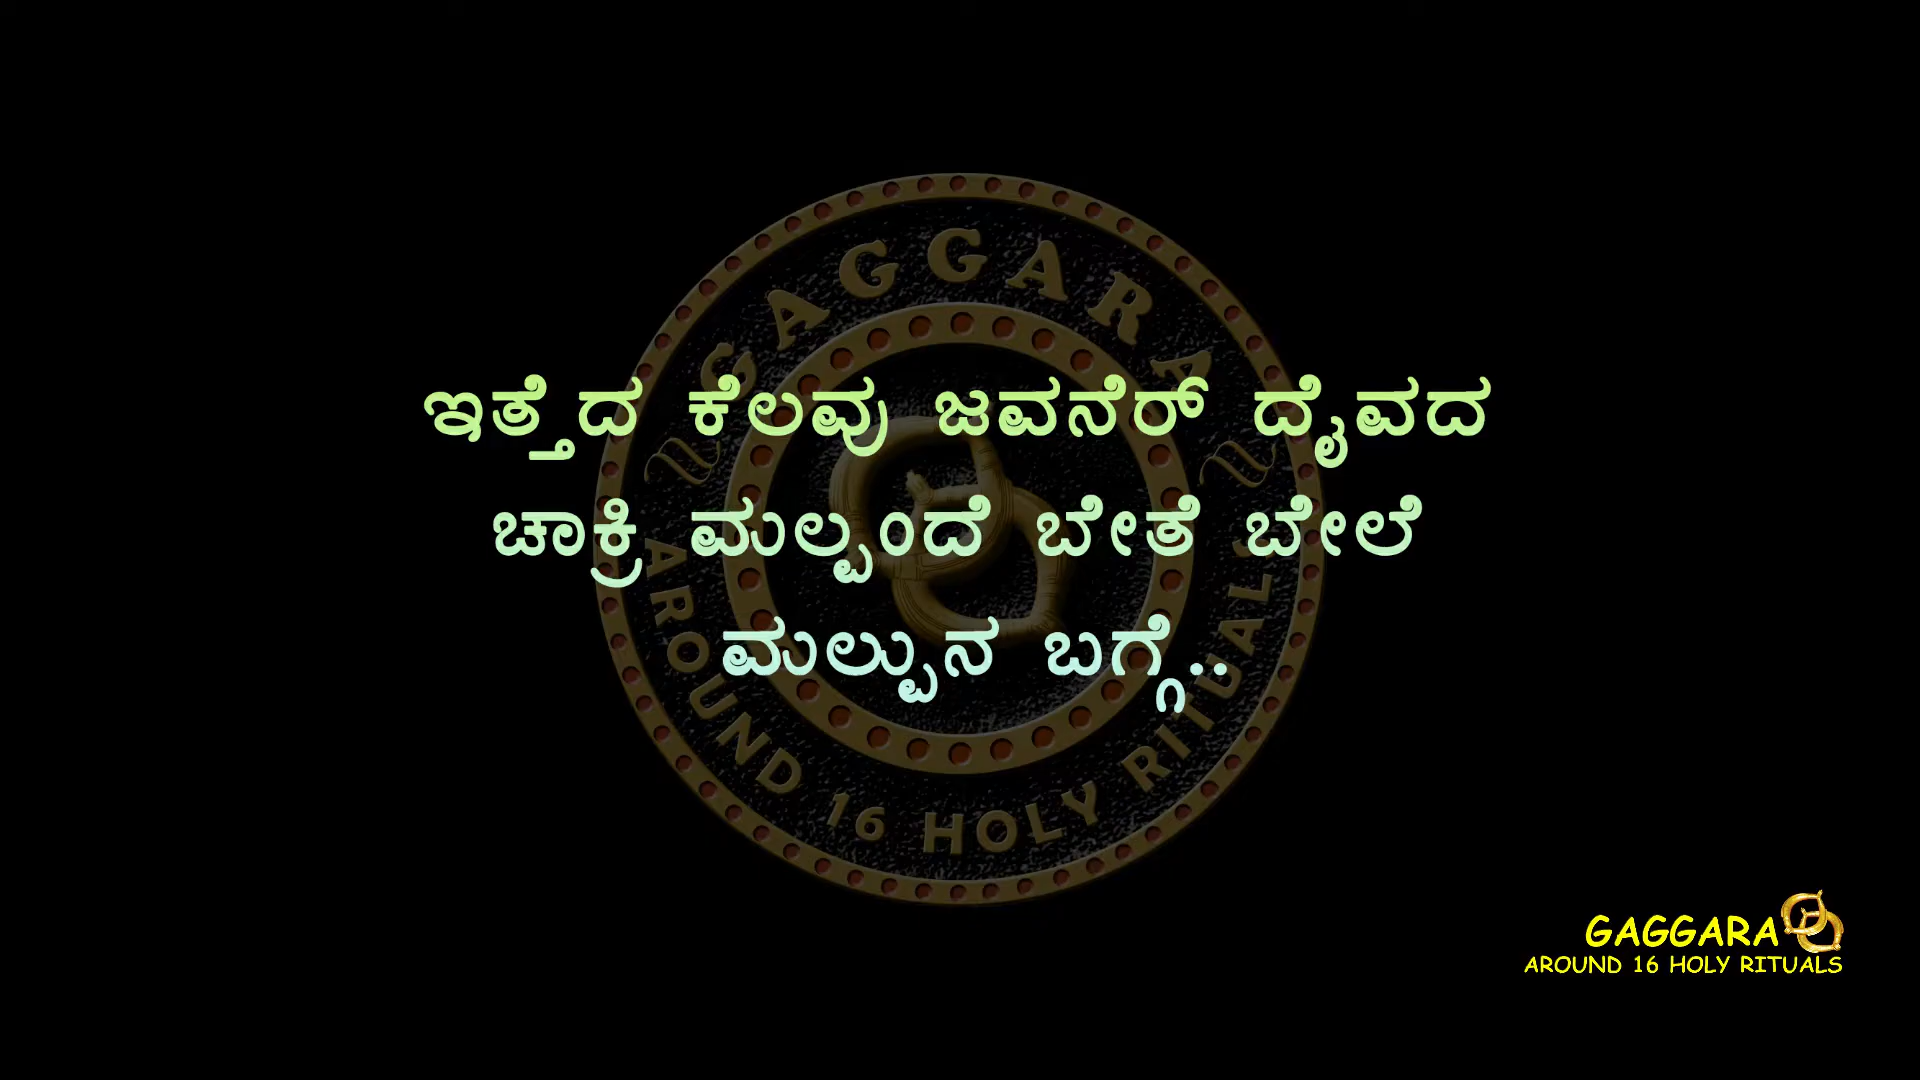 GAGGARA
ಇತ್ತೆದ ಕೆಲವು ಜವನೆರ್ ದೈವದ
ಚಾಕ್ರಿ ಮಲ್ಪಂದೆ ಬೇತೆ ಬೇಲೆ
ಮಲ್ಪುನ ಬಗ್ಗೆ..
AROUND 16 HOLY RITUALS
GAGGARA
AROUND 16 HOLY RITUALS